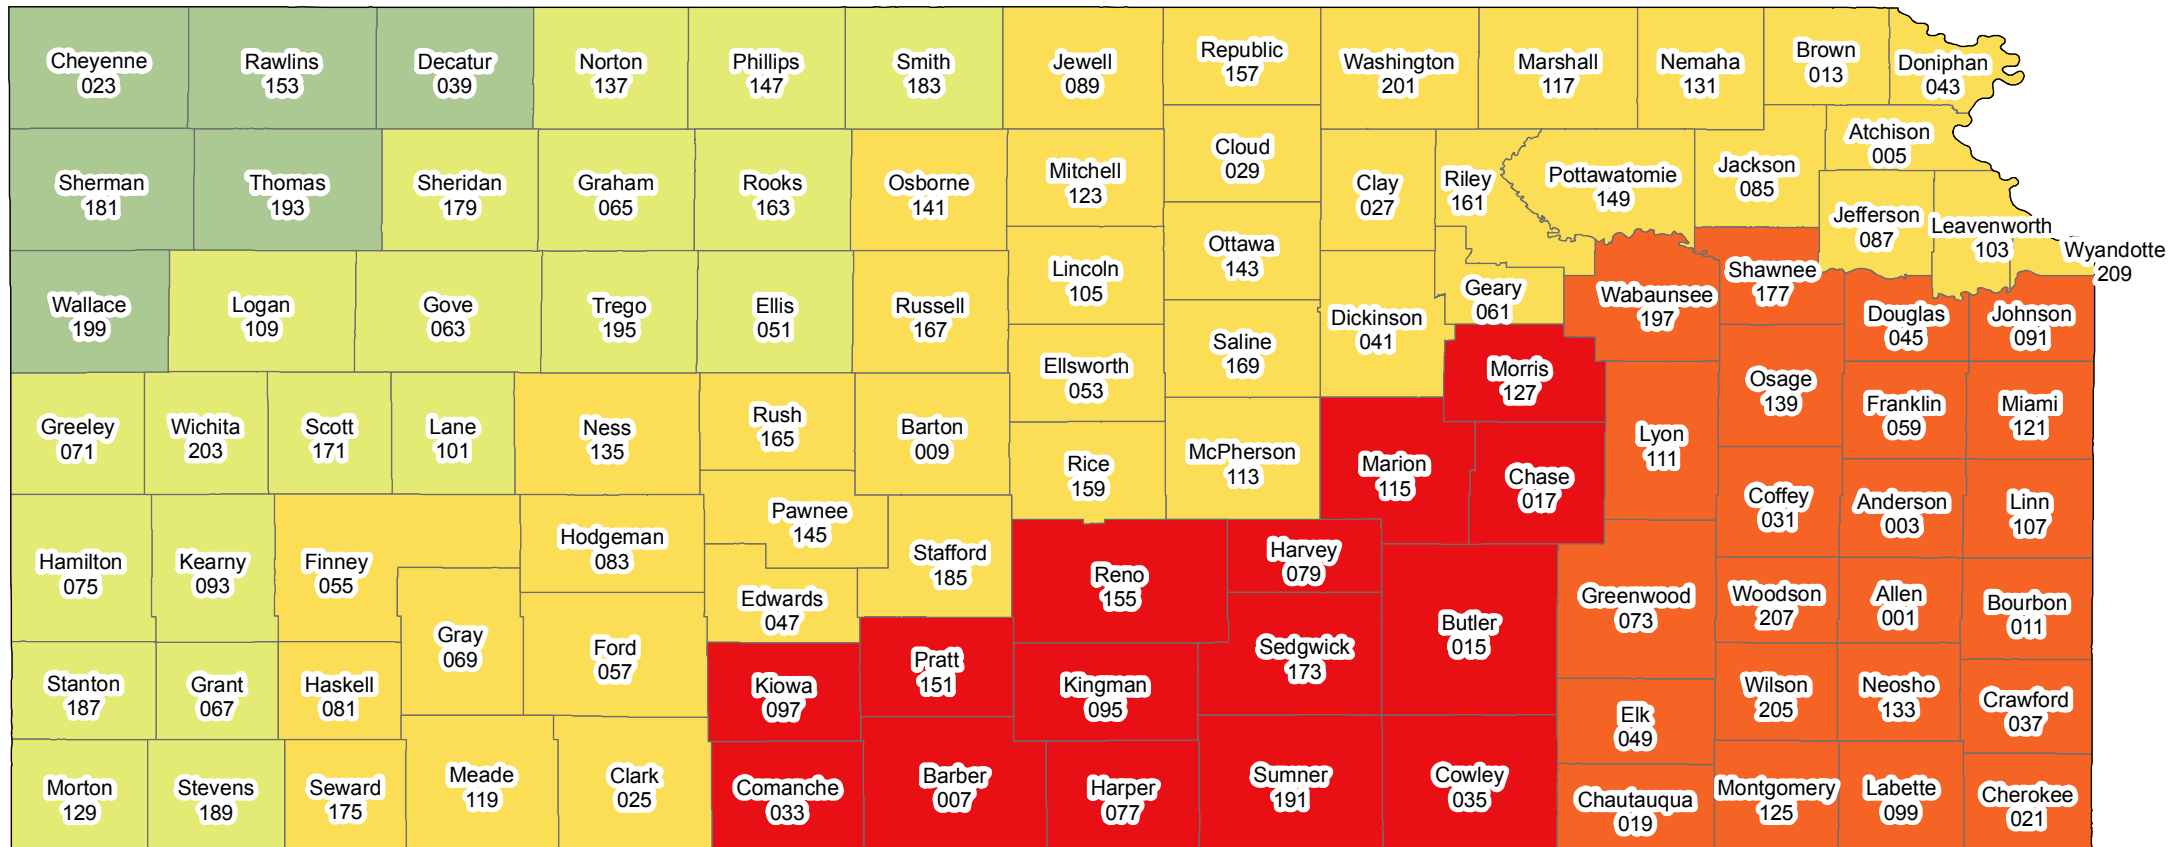 Cheyenne
023
Rawlins
153
Decatur
039
Norton
137
Phillips
147
Smith
183
Jewell
089
Republic
157
Washington
201
Marshall
117
Nemaha
131
Brown
013
Doniphan
043
Sherman
181
Thomas
193
Sheridan
179
Graham
065
Rooks
163
Osborne
141
Mitchell
123
Cloud
029
Clay
027
Riley
161
Pottawatomie
149
Jackson
085
Atchison
005
Jefferson
087
Leavenworth
103
Wyandotte
209
Wallace
199
Logan
109
Gove
063
Trego
195
Ellis
051
Russell
167
Lincoln
105
Ottawa
143
Dickinson
041
Geary
061
Wabaunsee
197
Shawnee
177
Douglas
045
Johnson
091
Ellsworth
053
Saline
169
Morris
127
Osage
139
Franklin
059
Miami
121
Greeley
071
Wichita
203
Scott
171
Lane
101
Ness
135
Rush
165
Barton
009
Rice
159
McPherson
113
Marion
115
Chase
017
Lyon
111
Coffey
031
Anderson
003
Linn
107
Hamilton
075
Kearny
093
Finney
055
Hodgeman
083
Pawnee
145
Stafford
185
Edwards
047
Reno
155
Harvey
079
Butler
015
Greenwood
073
Woodson
207
Allen
001
Bourbon
011
Gray
069
Ford
057
Pratt
151
Sedgwick
173
Stanton
187
Grant
067
Haskell
081
Kiowa
097
Kingman
095
Elk
049
Wilson
205
Neosho
133
Crawford
037
Morton
129
Stevens
189
Seward
175
Meade
119
Clark
025
Comanche
033
Barber
007
Harper
077
Sumner
191
Cowley
035
Chautauqua
019
Montgomery
125
Labette
099
Cherokee
021